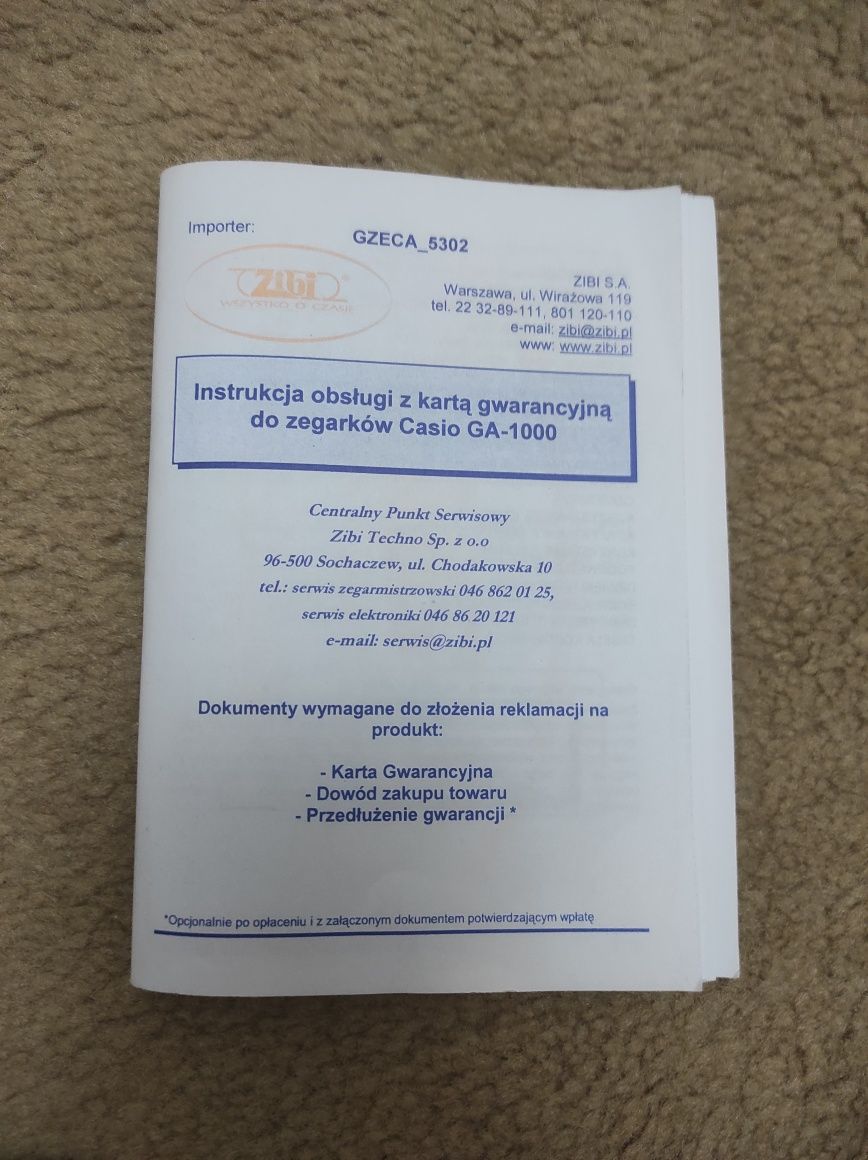 Importer:
GZECA_5302
Zibi®
WSZYSTKO O CZASIE
ZIBI S.A.
Warszawa, ul. Wirażowa 119
tel. 22 32-89-111, 801 120-110
e-mail: zibi@zibi.pl
www: www.zibi.pl
Instrukcja obsługi z kartą gwarancyjną
do zegarków Casio GA-1000
Centralny Punkt Serwisowy
Zibi Techno Sp. z o.o
96-500 Sochaczew, ul. Chodakowska 10
tel.: serwis zegarmistrzowski 046 862 01 25,
serwis elektroniki 046 86 20 121
e-mail: serwis@zibi.pl
Dokumenty wymagane do złożenia reklamacji na
produkt:
- Karta Gwarancyjna
- Dowód zakupu towaru
- Przedłużenie gwarancji *
*Opcjonalnie po opłaceniu i z załączonym dokumentem potwierdzającym wpłatę